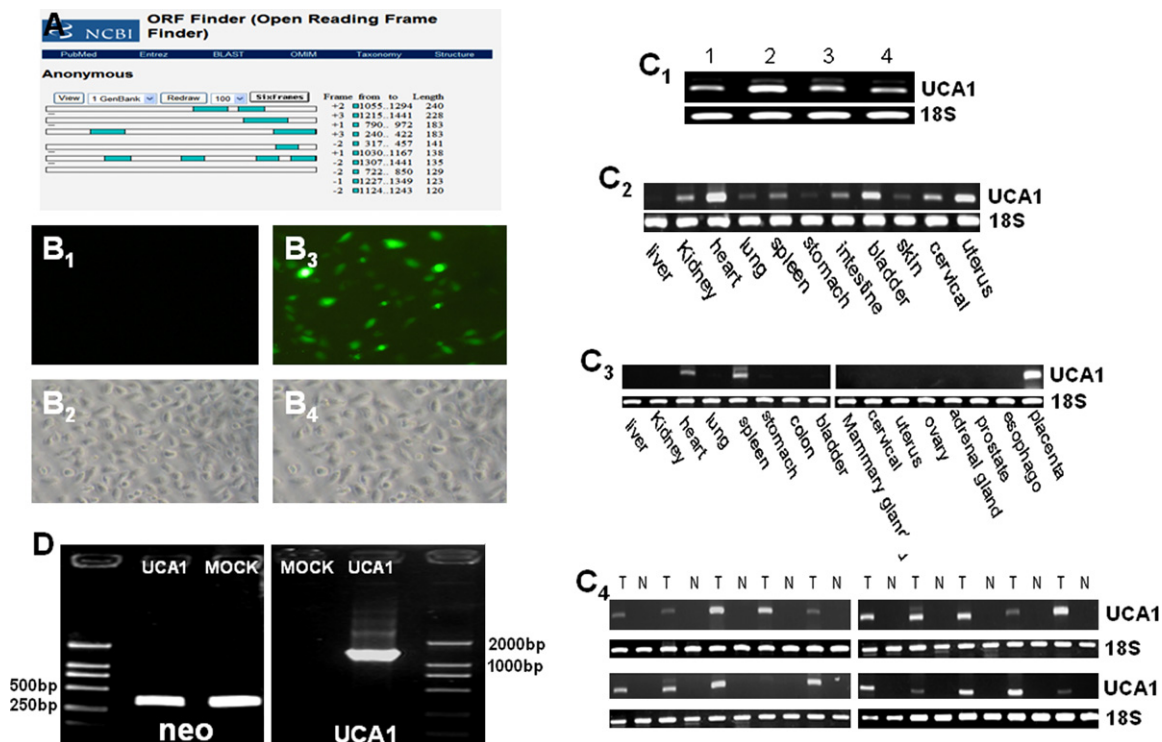 A
NCBI
ORF Finder (Open Reading Frame
Finder)
PubMed Entrez BLAST OMIM Taxonomy Structure
Anonymous
View 1 GenBank Redraw 100 SixFrames
Frame from to Length
+2 1055..1294 240
+3 1215..1441 228
+1 790.. 972 183
+3 240.. 422 183
-2 317.. 457 141
+1 1030..1167 138
-2 1307..1441 135
-2 722.. 850 129
-1 1227..1349 123
-2 1124..1243 120
B1
B3
B2
B4
D
UCA1 MOCK MOCK UCA1
500bp
250bp
2000bp
1000bp
neo
UCA1
C1
1 2 3 4
UCA1
18S
C2
UCA1
18S
liver Kidney heart lung spleen stomach intestine bladder skin cervical uterus
C3
UCA1
18S
liver Kidney heart lung spleen stomach colon bladder Mammary gland cervical uterus ovary adrenal gland prostate esophago placenta
C4
T N T N T N T N T N T N T N T N T N T N
UCA1
18S
UCA1
18S